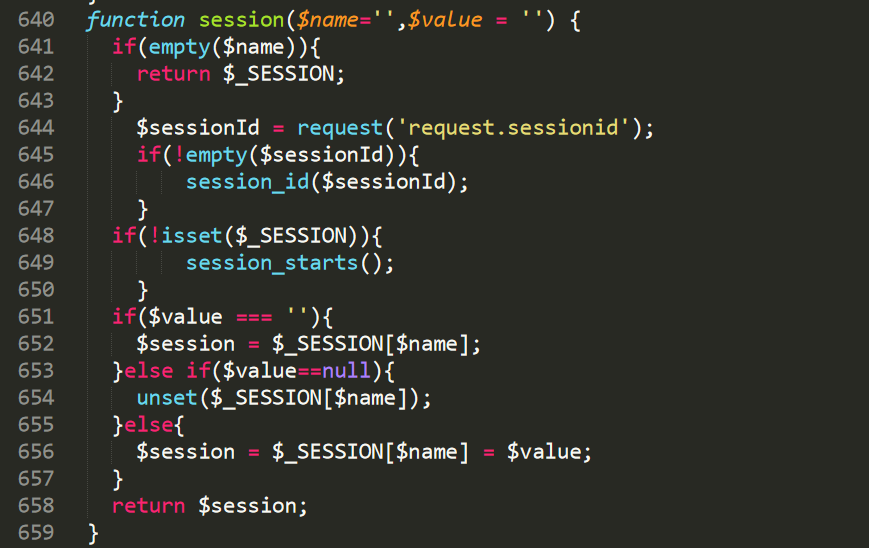 640 function session($name='',$value = '') {
641 if(empty($name)){
642 return $_SESSION;
643 }
644 $sessionId = request('request.sessionid');
645 if(!empty($sessionId)){
646 session_id($sessionId);
647 }
648 if(!isset($_SESSION)){
649 session_starts();
650 }
651 if($value === ''){
652 $session = $_SESSION[$name];
653 }else if($value==null){
654 unset($_SESSION[$name]);
655 }else{
656 $session = $_SESSION[$name] = $value;
657 }
658 return $session;
659 }